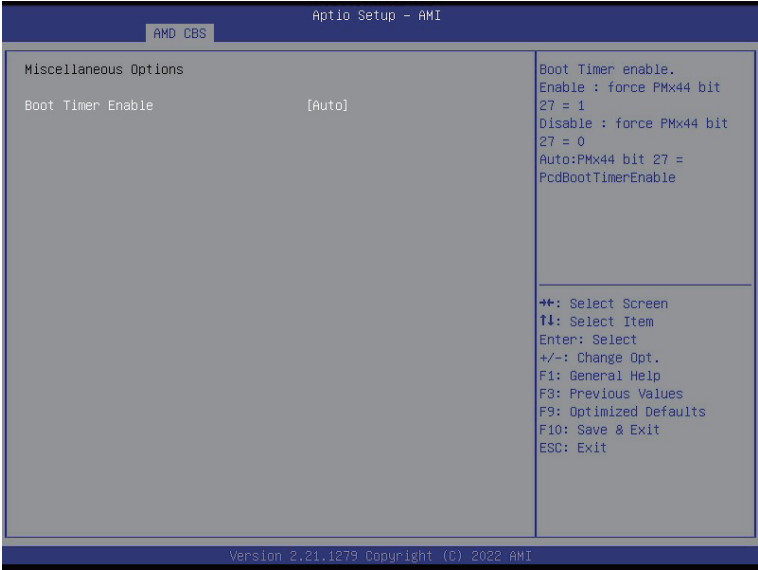 Aptio Setup – AMI
AMD CBS
Miscellaneous Options
Boot Timer Enable [Auto]
Boot Timer enable.
Enable : force PMx44 bit
27 = 1
Disable : force PMx44 bit
27 = 0
Auto:PMx44 bit 27 =
PcdBootTimerEnable
→←: Select Screen
↑↓: Select Item
Enter: Select
+/-: Change Opt.
F1: General Help
F3: Previous Values
F9: Optimized Defaults
F10: Save & Exit
ESC: Exit
Version 2.21.1279 Copyright (C) 2022 AMI